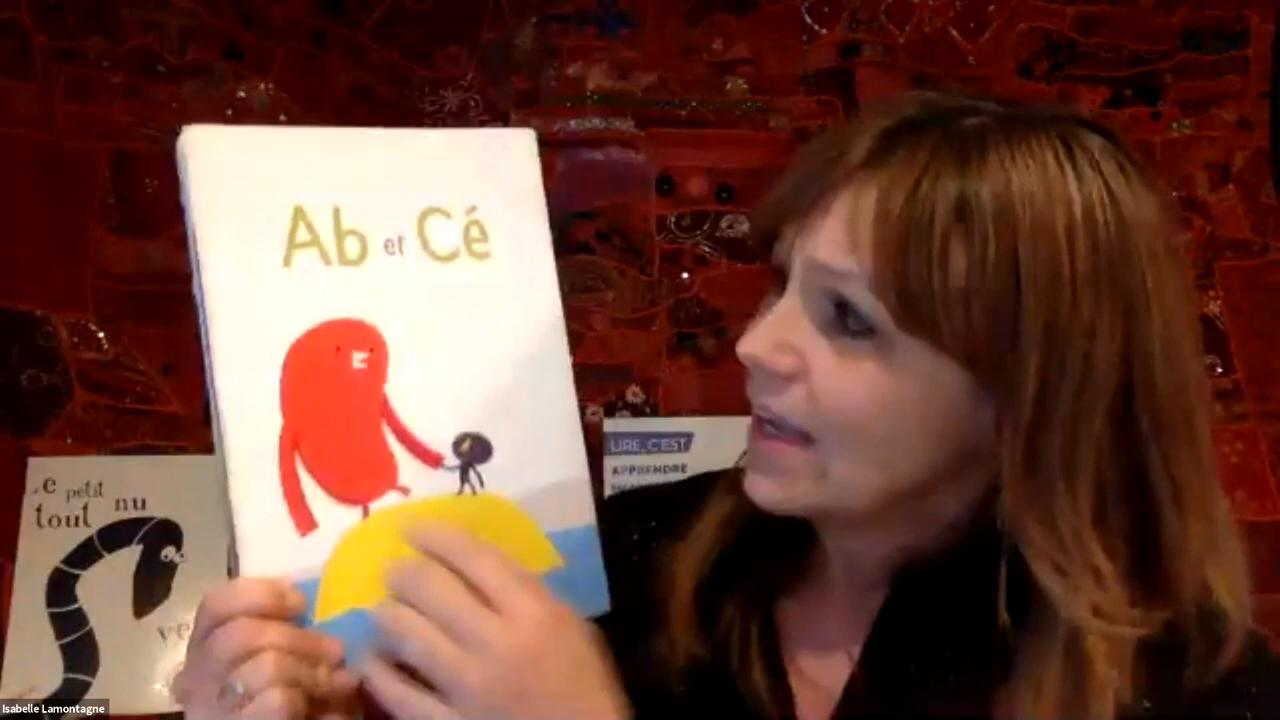 Ab et Cé
LIRE, C'EST
APPRENDRE
e petit
tout nu
ve
Isabelle Lamontagne